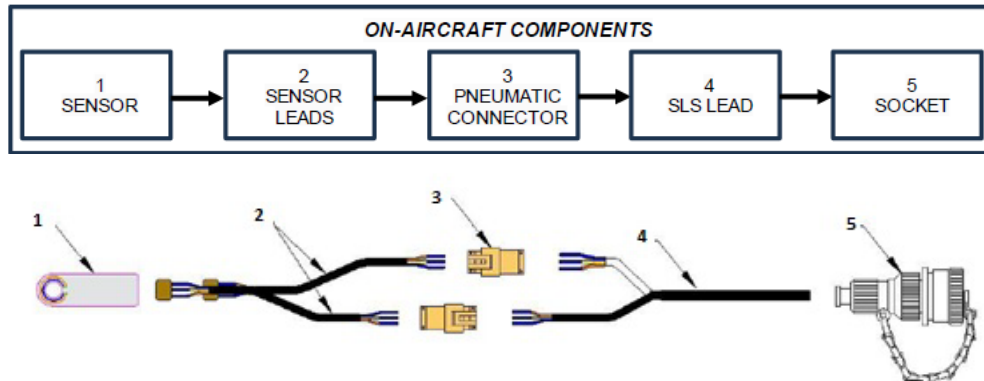 ON-AIRCRAFT COMPONENTS
1
SENSOR
2
SENSOR
LEADS
3
PNEUMATIC
CONNECTOR
4
SLS LEAD
5
SOCKET
1
2
3
4
5